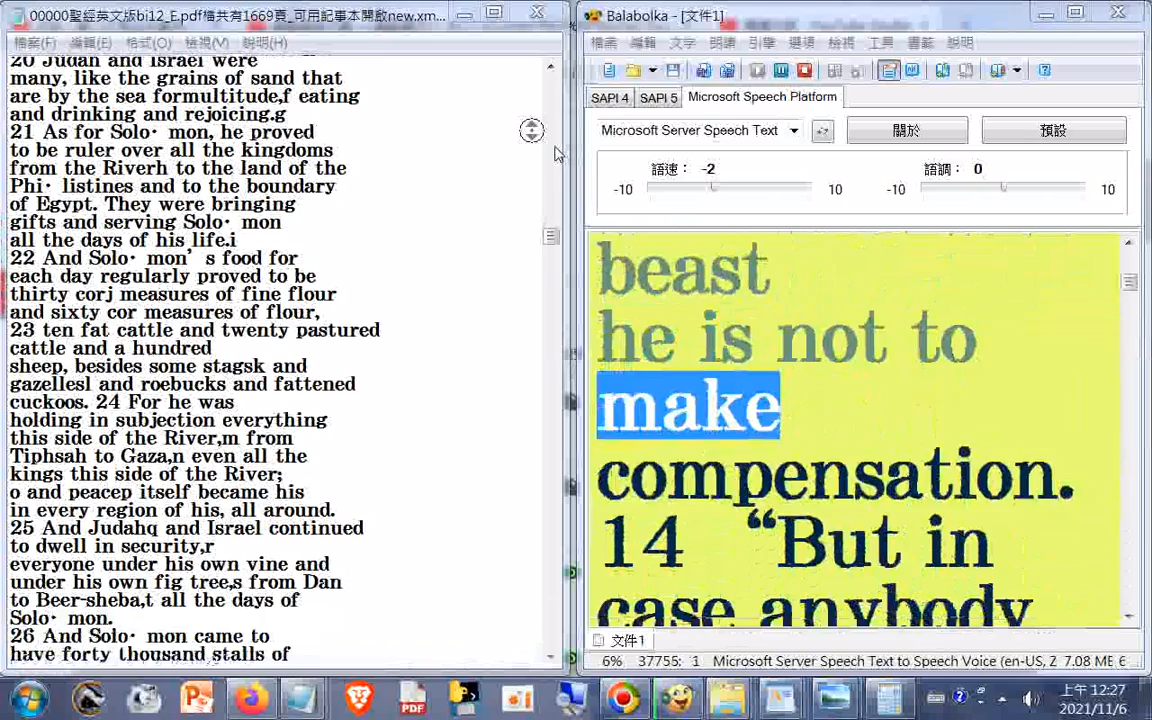 00000聖經英文版bi12_E.pdf檔共有1669頁_可用記事本開啟new.xm...
檔案(F) 編輯(E) 格式(O) 檢視(V) 說明(H)
20 Judah and Israel were
many, like the grains of sand that
are by the sea formultitude,f eating
and drinking and rejoicing.g
21 As for Solo· mon, he proved
to be ruler over all the kingdoms
from the Riverh to the land of the
Phi· listines and to the boundary
of Egypt. They were bringing
gifts and serving Solo· mon
all the days of his life.i
22 And Solo· mon’ s food for
each day regularly proved to be
thirty corj measures of fine flour
and sixty cor measures of flour,
23 ten fat cattle and twenty pastured
cattle and a hundred
sheep, besides some stagsk and
gazellesl and roebucks and fattened
cuckoos. 24 For he was
holding in subjection everything
this side of the River,m from
Tiphsah to Gaza,n even all the
kings this side of the River;
o and peacep itself became his
in every region of his, all around.
25 And Judahq and Israel continued
to dwell in security,r
everyone under his own vine and
under his own fig tree,s from Dan
to Beer-sheba,t all the days of
Solo· mon.
26 And Solo· mon came to
have forty thousand stalls of
Balabolka - [文件1]
檔案 編輯 文字 朗讀 引擎 選項 檢視 工具 書籤 說明
SAPI 4 SAPI 5 Microsoft Speech Platform
Microsoft Server Speech Text 關於 預設
語速： -2 語調： 0
-10 10 -10 10
beast
he is not to
make
compensation.
14 “But in
case anybody
文件1
6% 37755: 1 Microsoft Server Speech Text to Speech Voice (en-US, 2 7.08 MB 6
上午 12:27
2021/11/6